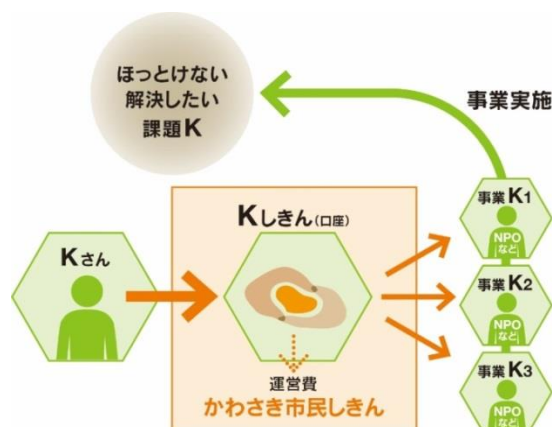 ほっとけない
解決したい
課題K
事業実施
Kさん
Kしきん(口座)
運営費
かわさき市民しきん
事業K1
NPO
など
事業K2
NPO
など
事業K3
NPO
など